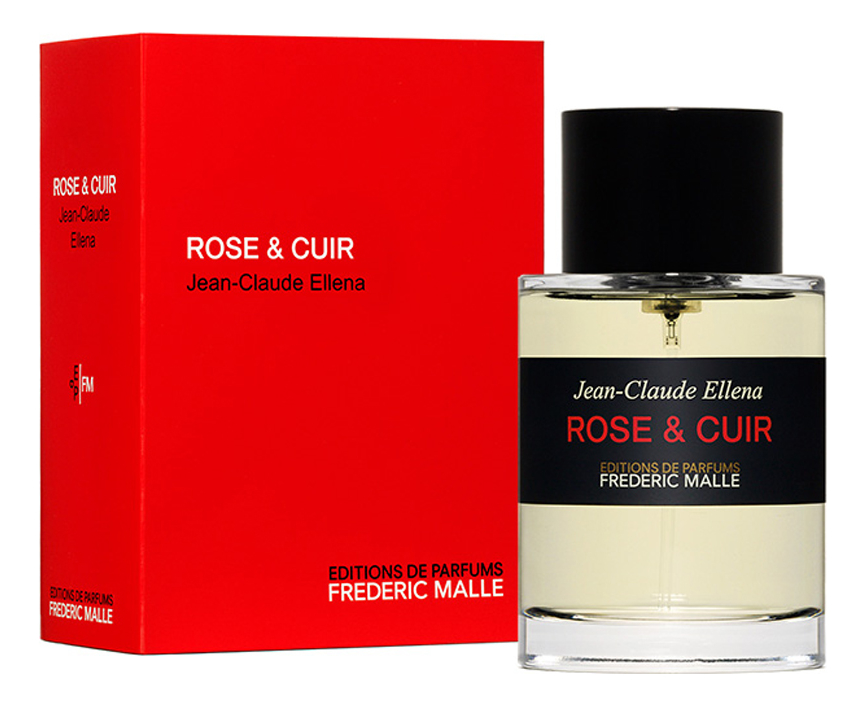 ROSE & CUIR
Jean-Claude
Ellena
FM
EDITIONS DE PARFUMS
FREDERIC MALLE
ROSE & CUIR
Jean-Claude Ellena
EDITIONS DE PARFUMS
FREDERIC MALLE
Jean-Claude Ellena
ROSE & CUIR
EDITIONS DE PARFUMS
FREDERIC MALLE